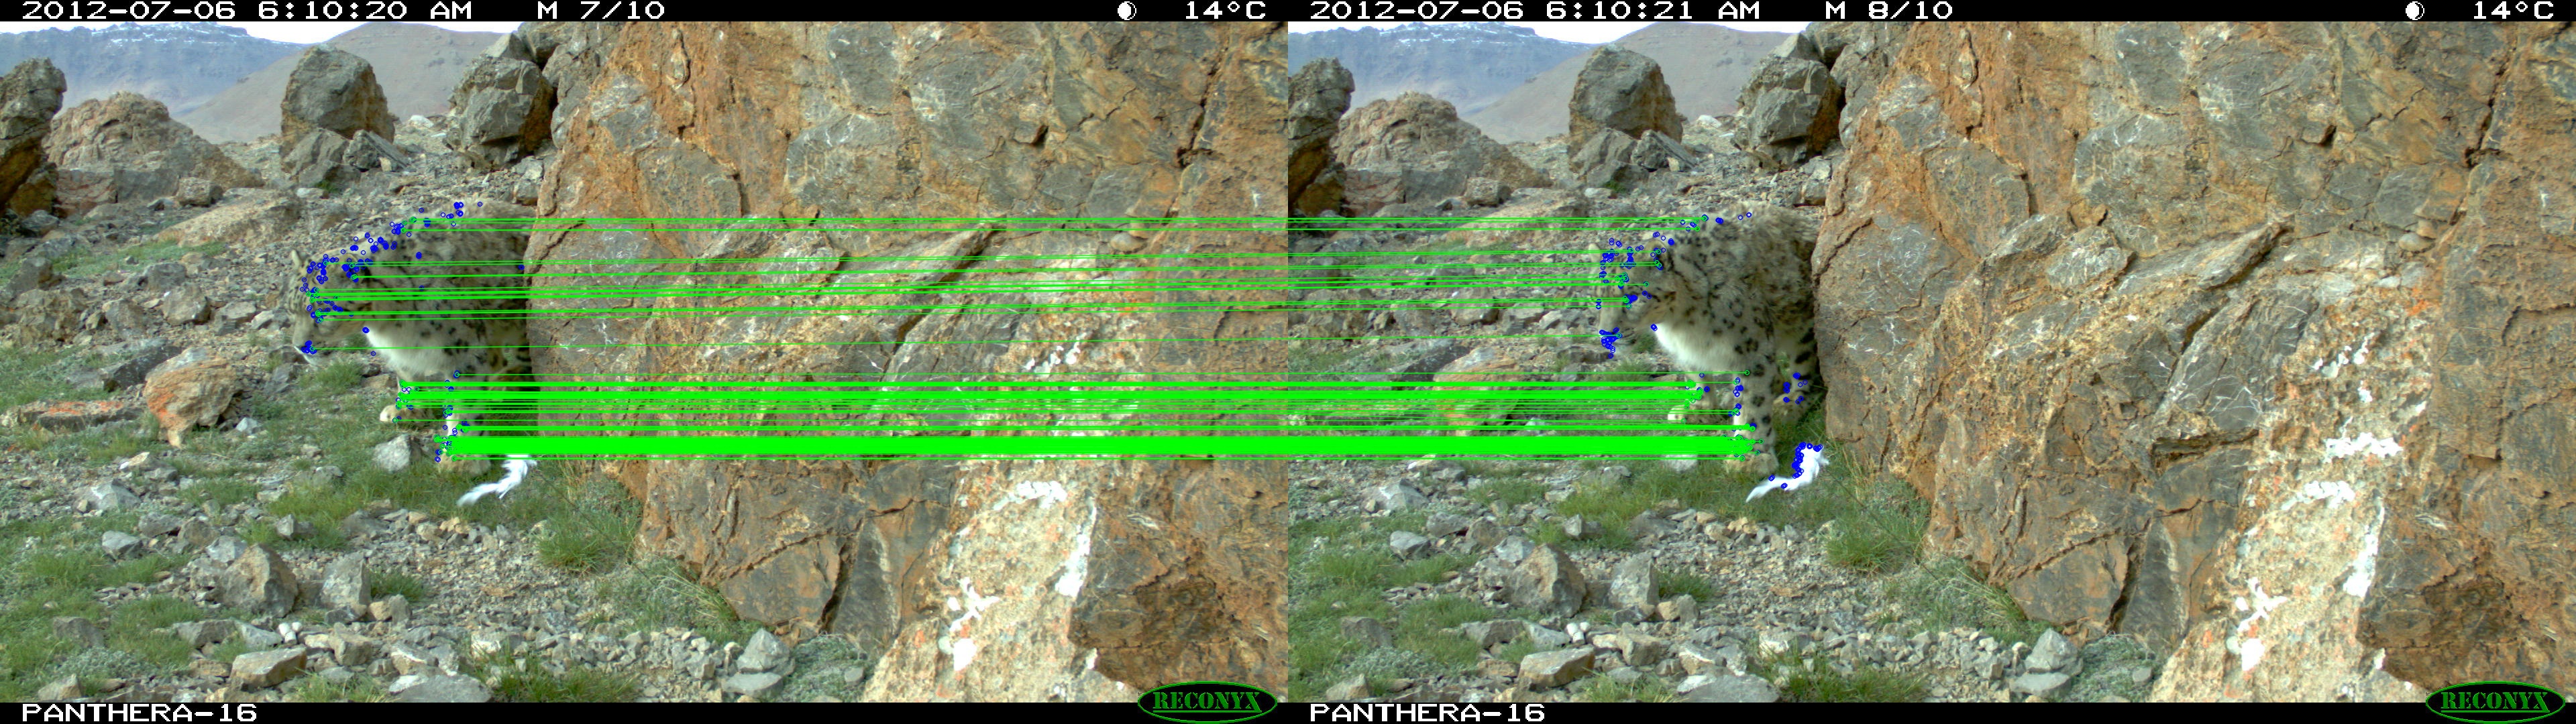 2012-07-06 6:10:20 AM M 7/10 14°C
2012-07-06 6:10:21 AM M 8/10 14°C
PANTHERA-16 RECONYX
PANTHERA-16 RECONYX